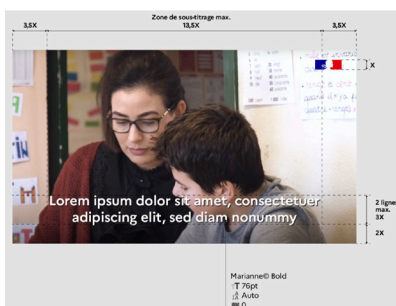 Zone de sous-titrage max.
3,5X 13,5X 3,5X
X
Lorem ipsum dolor sit amet, consectetuer
adipiscing elit, sed diam nonummy
2 ligne
max.
3X
2X
Marianne© Bold
76pt
Auto
0